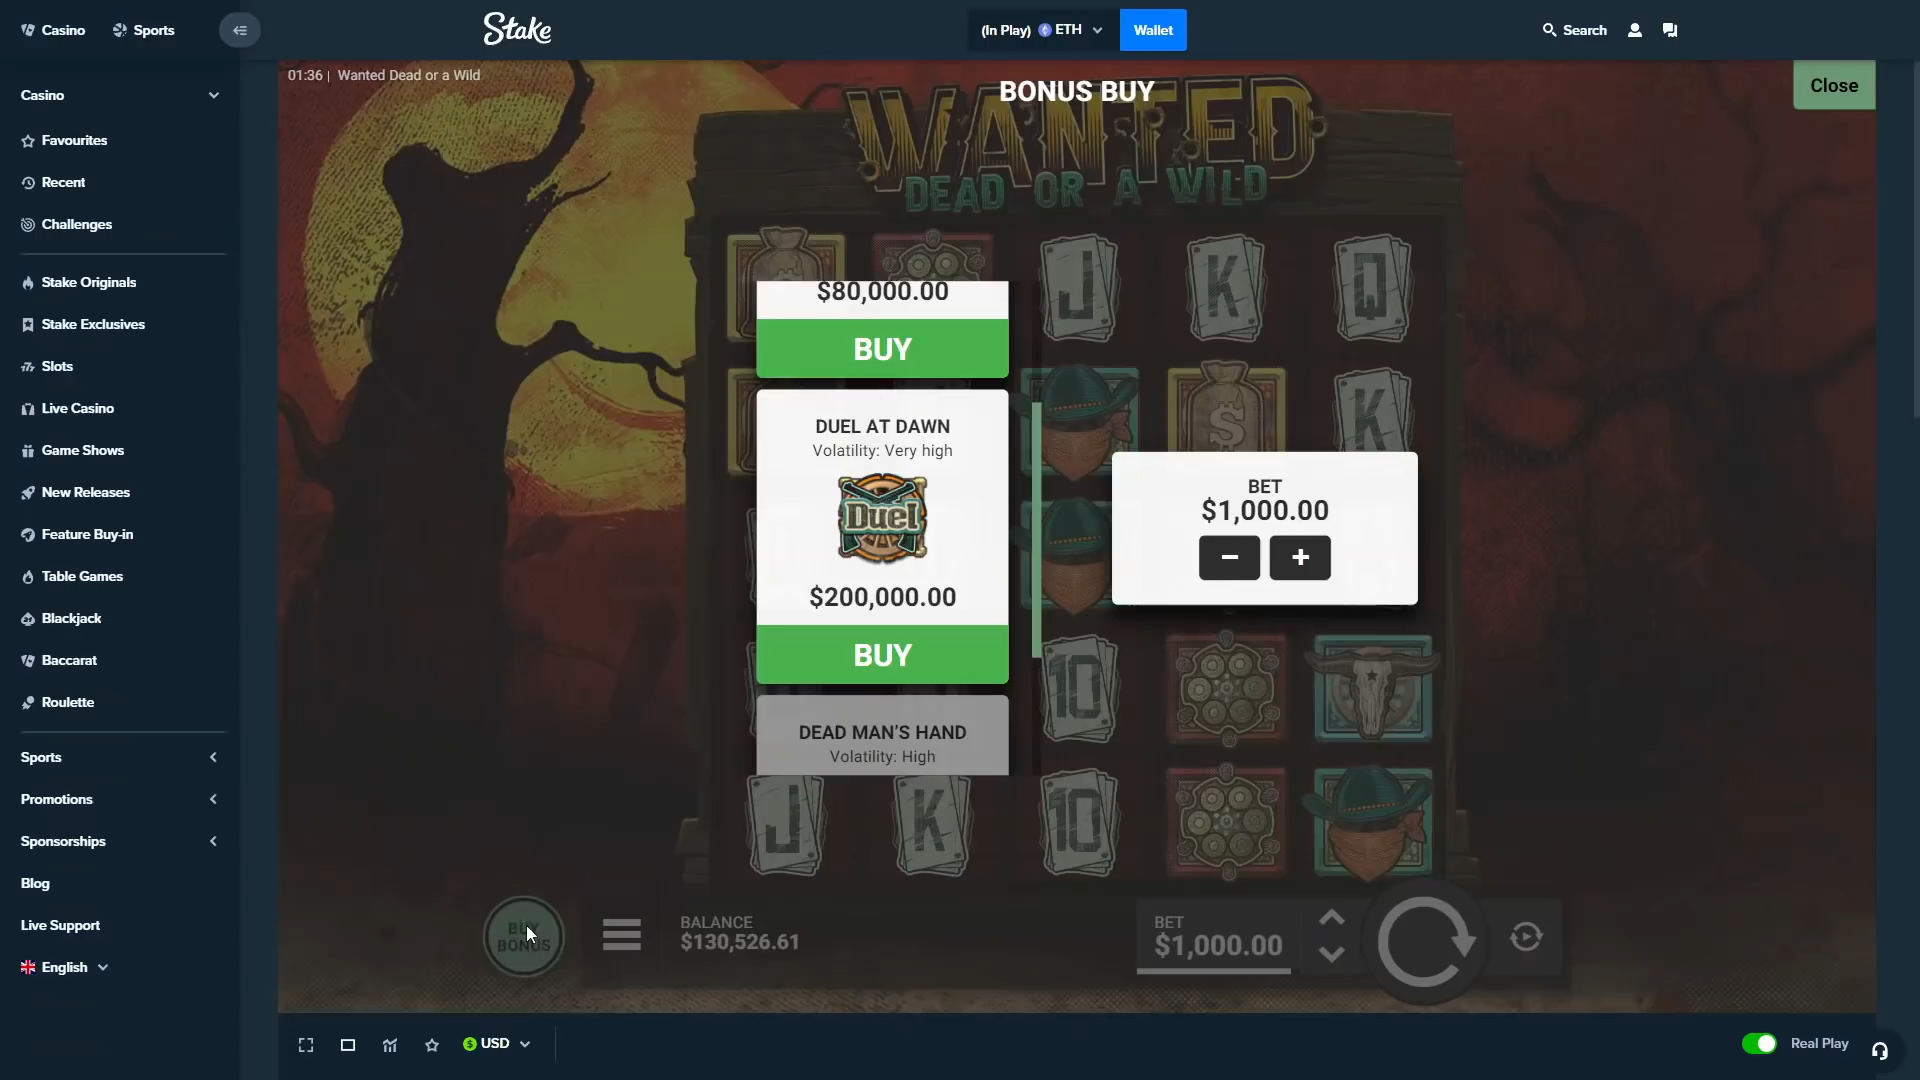 Casino
Sports
Stake
(In Play) ETH
Wallet
Search
01:36 | Wanted Dead or a Wild
BONUS BUY
Close
WANTED
DEAD OR A WILD
Casino
Favourites
Recent
Challenges
Stake Originals
Stake Exclusives
Slots
Live Casino
Game Shows
New Releases
Feature Buy-in
Table Games
Blackjack
Baccarat
Roulette
Sports
Promotions
Sponsorships
Blog
Live Support
English
J K Q
$80,000.00
BUY
K
DUEL AT DAWN
Volatility: Very high
Duel
$200,000.00
BUY
BET
$1,000.00
- +
10
DEAD MAN'S HAND
Volatility: High
J K 10
BUY
BONUS
BALANCE
$130,526.61
BET
$1,000.00
USD
Real Play